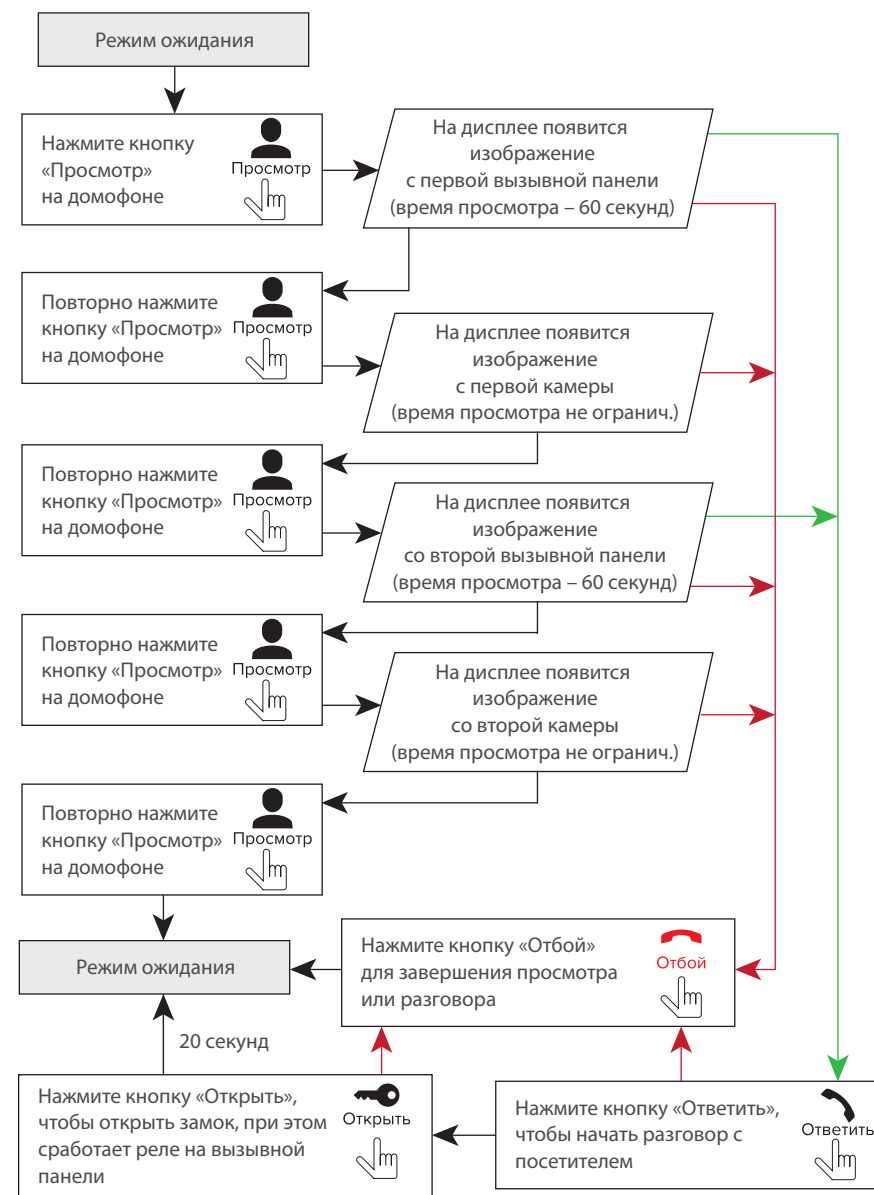 Режим ожидания
Нажмите кнопку
«Просмотр»
на домофоне
Просмотр
На дисплее появится
изображение
с первой вызывной панели
(время просмотра – 60 секунд)
Повторно нажмите
кнопку «Просмотр»
на домофоне
Просмотр
На дисплее появится
изображение
с первой камеры
(время просмотра не огранич.)
Повторно нажмите
кнопку «Просмотр»
на домофоне
Просмотр
На дисплее появится
изображение
со второй вызывной панели
(время просмотра – 60 секунд)
Повторно нажмите
кнопку «Просмотр»
на домофоне
Просмотр
На дисплее появится
изображение
со второй камеры
(время просмотра не огранич.)
Повторно нажмите
кнопку «Просмотр»
на домофоне
Просмотр
Режим ожидания
Нажмите кнопку «Отбой»
для завершения просмотра
или разговора
Отбой
20 секунд
Нажмите кнопку «Открыть»,
чтобы открыть замок, при этом
сработает реле на вызывной
панели
Открыть
Нажмите кнопку «Ответить»,
чтобы начать разговор с
посетителем
Ответить